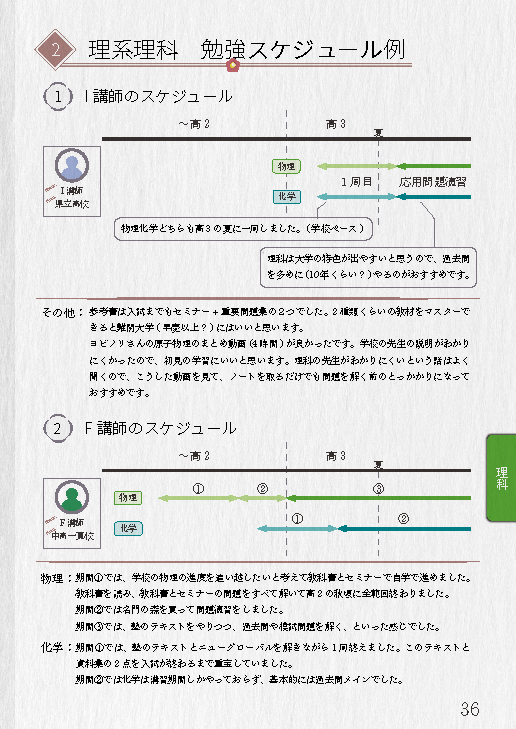 2 理系理科 勉強スケジュール例
1 I講師のスケジュール
～高2 高3
夏
物理
1周目 応用問題演習
化学
I講師
県立高校
物理化学どちらも高3の夏に一周しました。(学校ペース)
理科は大学の特色が出やすいと思うので、過去問
を多めに(10年くらい?)やるのがおすすめです。
その他：参考書は入試までもセミナー+重要問題集の2つでした。2種類くらいの教材をマスターで
きると難関大学(早慶以上?)にはいいと思います。
ヨビノリさんの原子物理のまとめ動画(4時間)が良かったです。学校の先生の説明がわかり
にくかったので、初見の学習にいいと思います。理科の先生がわかりにくいという話はよく
聞くので、こうした動画を見て、ノートを取るだけでも問題を解く前のとっかかりになって
おすすめです。
2 F講師のスケジュール
～高2 高3
夏
物理 ① ② ③
化学 ① ②
F講師
中高一貫校
理科
物理：期間①では、学校の物理の進度を追い越したいと考えて教科書とセミナーで自学で進めました。
教科書を読み、教科書とセミナーの問題をすべて解いて高2の秋頃に全範囲終わりました。
期間②では名門の森を買って問題演習をしました。
期間③では、塾のテキストをやりつつ、過去問や模試問題を解く、といった感じでした。
化学：期間①では、塾のテキストとニューグローバルを解きながら1周終えました。このテキストと
資料集の2点を入試が終わるまで重宝していました。
期間②では化学は講習期間しかやっておらず、基本的には過去問メインでした。
36